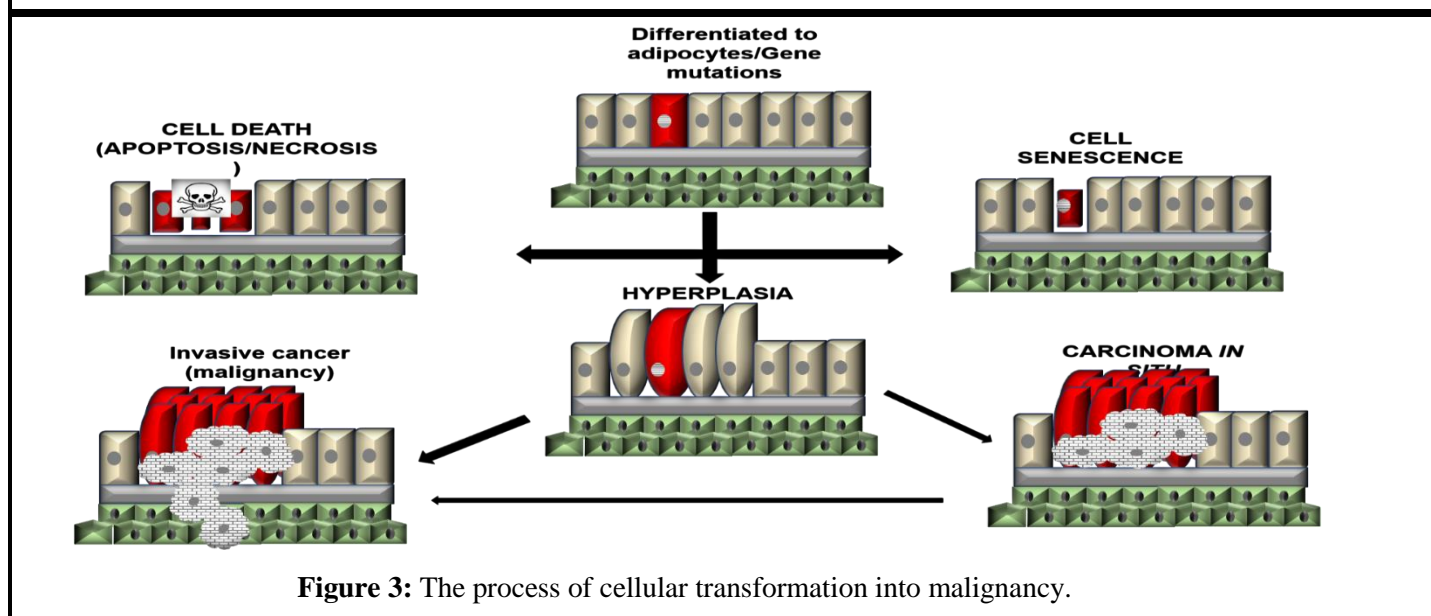 Differentiated to
adipocytes/Gene
mutations
CELL DEATH
(APOPTOSIS/NECROSIS
)
CELL
SENESCENCE
HYPERPLASIA
Invasive cancer
(malignancy)
CARCINOMA IN
SITU
Figure 3: The process of cellular transformation into malignancy.